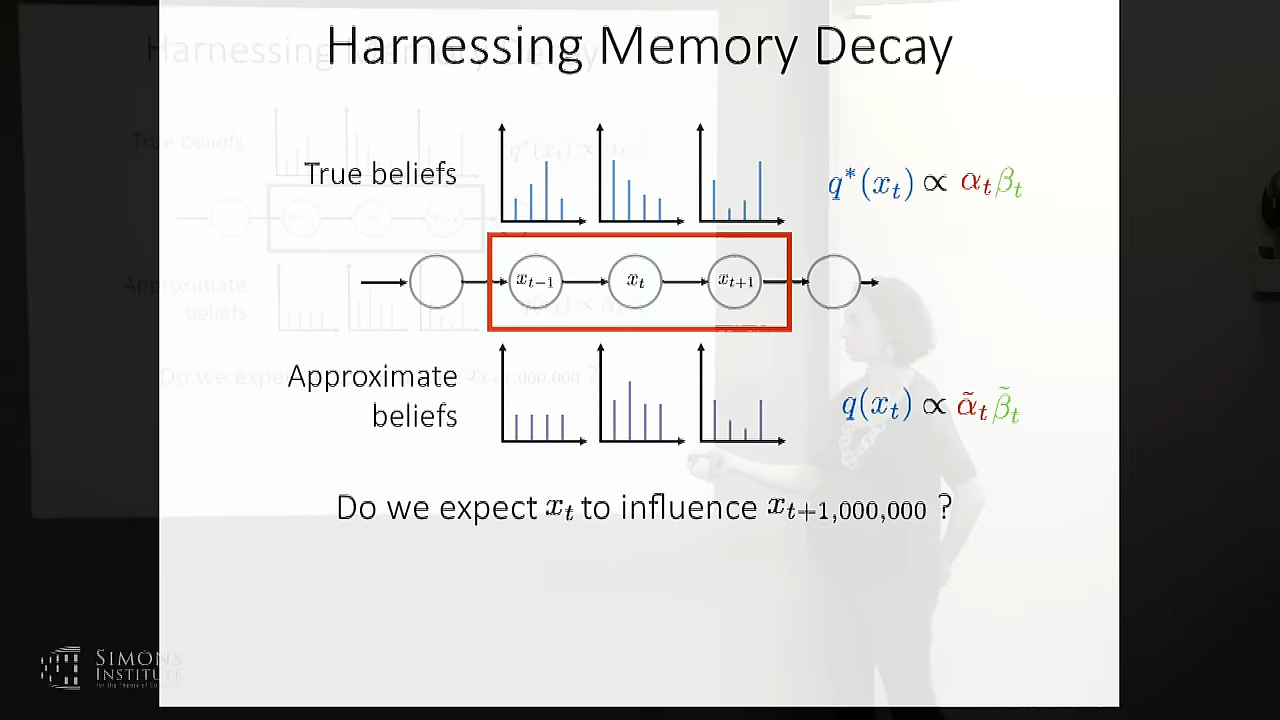 Harnessing Memory Decay
True beliefs
q*(x_t) ∝ α_t β_t
x_{t−1} x_t x_{t+1}
Approximate
beliefs
q(x_t) ∝ α̃_t β̃_t
Do we expect x_t to influence x_{t+1,000,000} ?
SIMONS
INSTITUTE